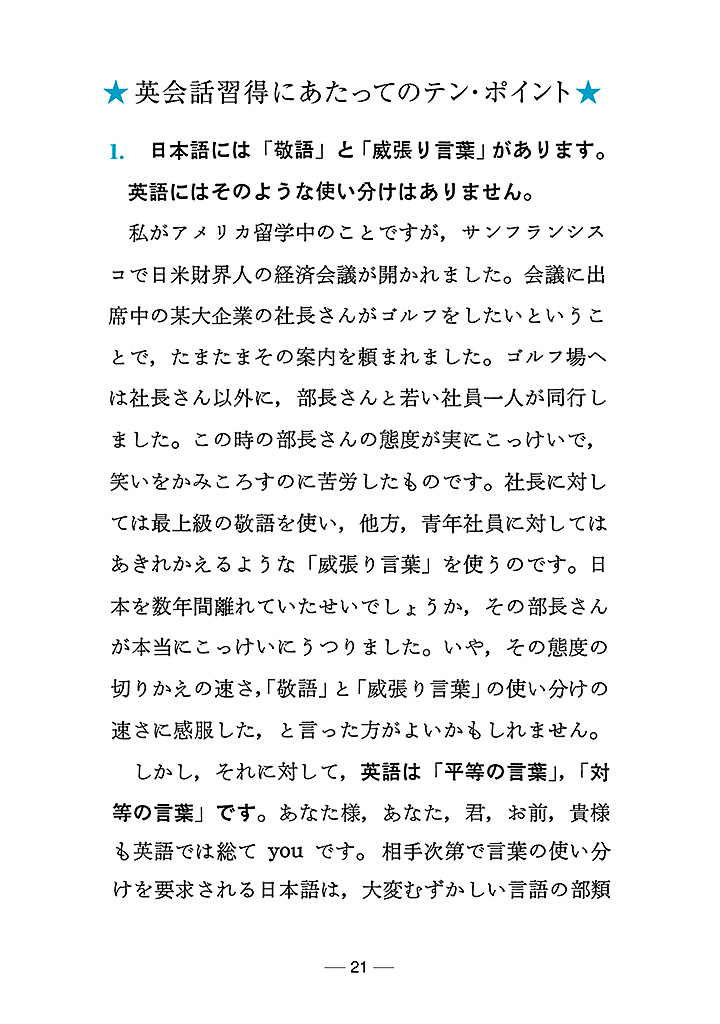 ★英会話習得にあたってのテン・ポイント★
1. 日本語には「敬語」と「威張り言葉」があります。
英語にはそのような使い分けはありません。
私がアメリカ留学中のことですが，サンフランシス
コで日米財界人の経済会議が開かれました。会議に出
席中の某大企業の社長さんがゴルフをしたいというこ
とで，たまたまその案内を頼まれました。ゴルフ場へ
は社長さん以外に，部長さんと若い社員一人が同行し
ました。この時の部長さんの態度が実にこっけいで，
笑いをかみころすのに苦労したものです。社長に対し
ては最上級の敬語を使い，他方，青年社員に対しては
あきれかえるような「威張り言葉」を使うのです。日
本を数年間離れていたせいでしょうか，その部長さん
が本当にこっけいにうつりました。いや，その態度の
切りかえの速さ，「敬語」と「威張り言葉」の使い分けの
速さに感服した，と言った方がよいかもしれません。
しかし，それに対して，英語は「平等の言葉」，「対
等の言葉」です。あなた様，あなた，君，お前，貴様
も英語では総て you です。相手次第で言葉の使い分
けを要求される日本語は，大変むずかしい言語の部類
— 21 —